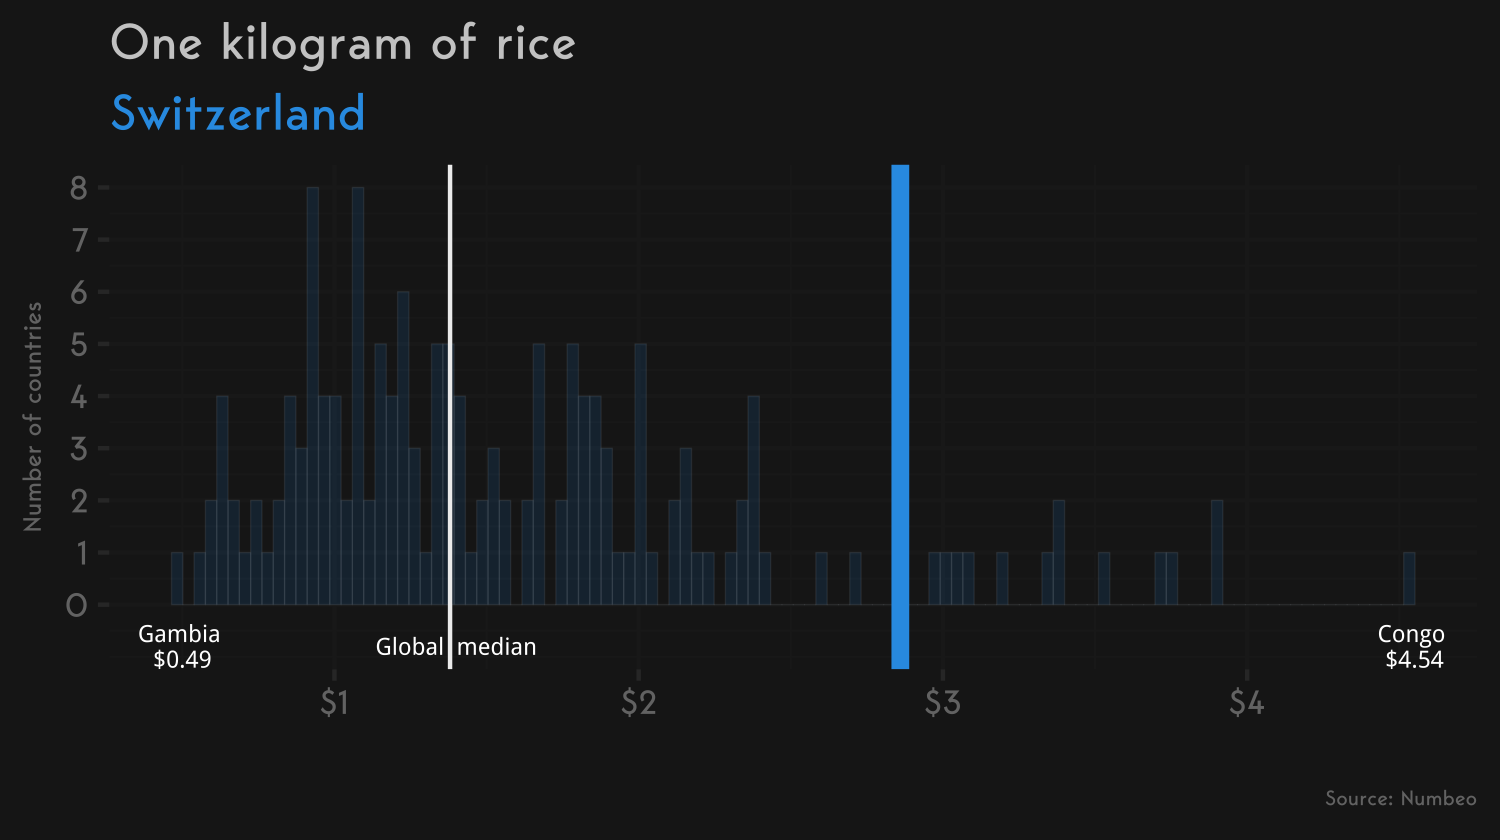 One kilogram of rice
Switzerland
Number of countries
8
7
6
5
4
3
2
1
0
Gambia
$0.49
Global median
Congo
$4.54
$1
$2
$3
$4
Source: Numbeo